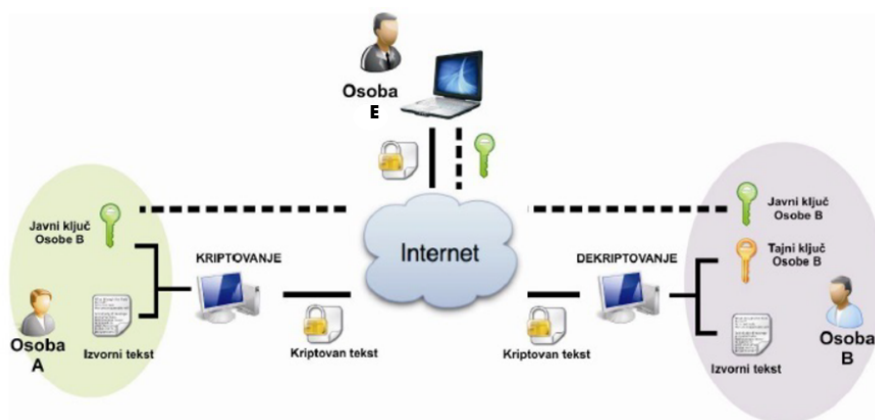 Osoba
E
Javni ključ
Osobe B
KRIPTOVANJE
Internet
DEKRIPTOVANJE
Javni ključ
Osobe B
Tajni ključ
Osobe B
Osoba
A
Izvorni tekst
Kriptovan tekst
Kriptovan tekst
Izvorni tekst
Osoba
B